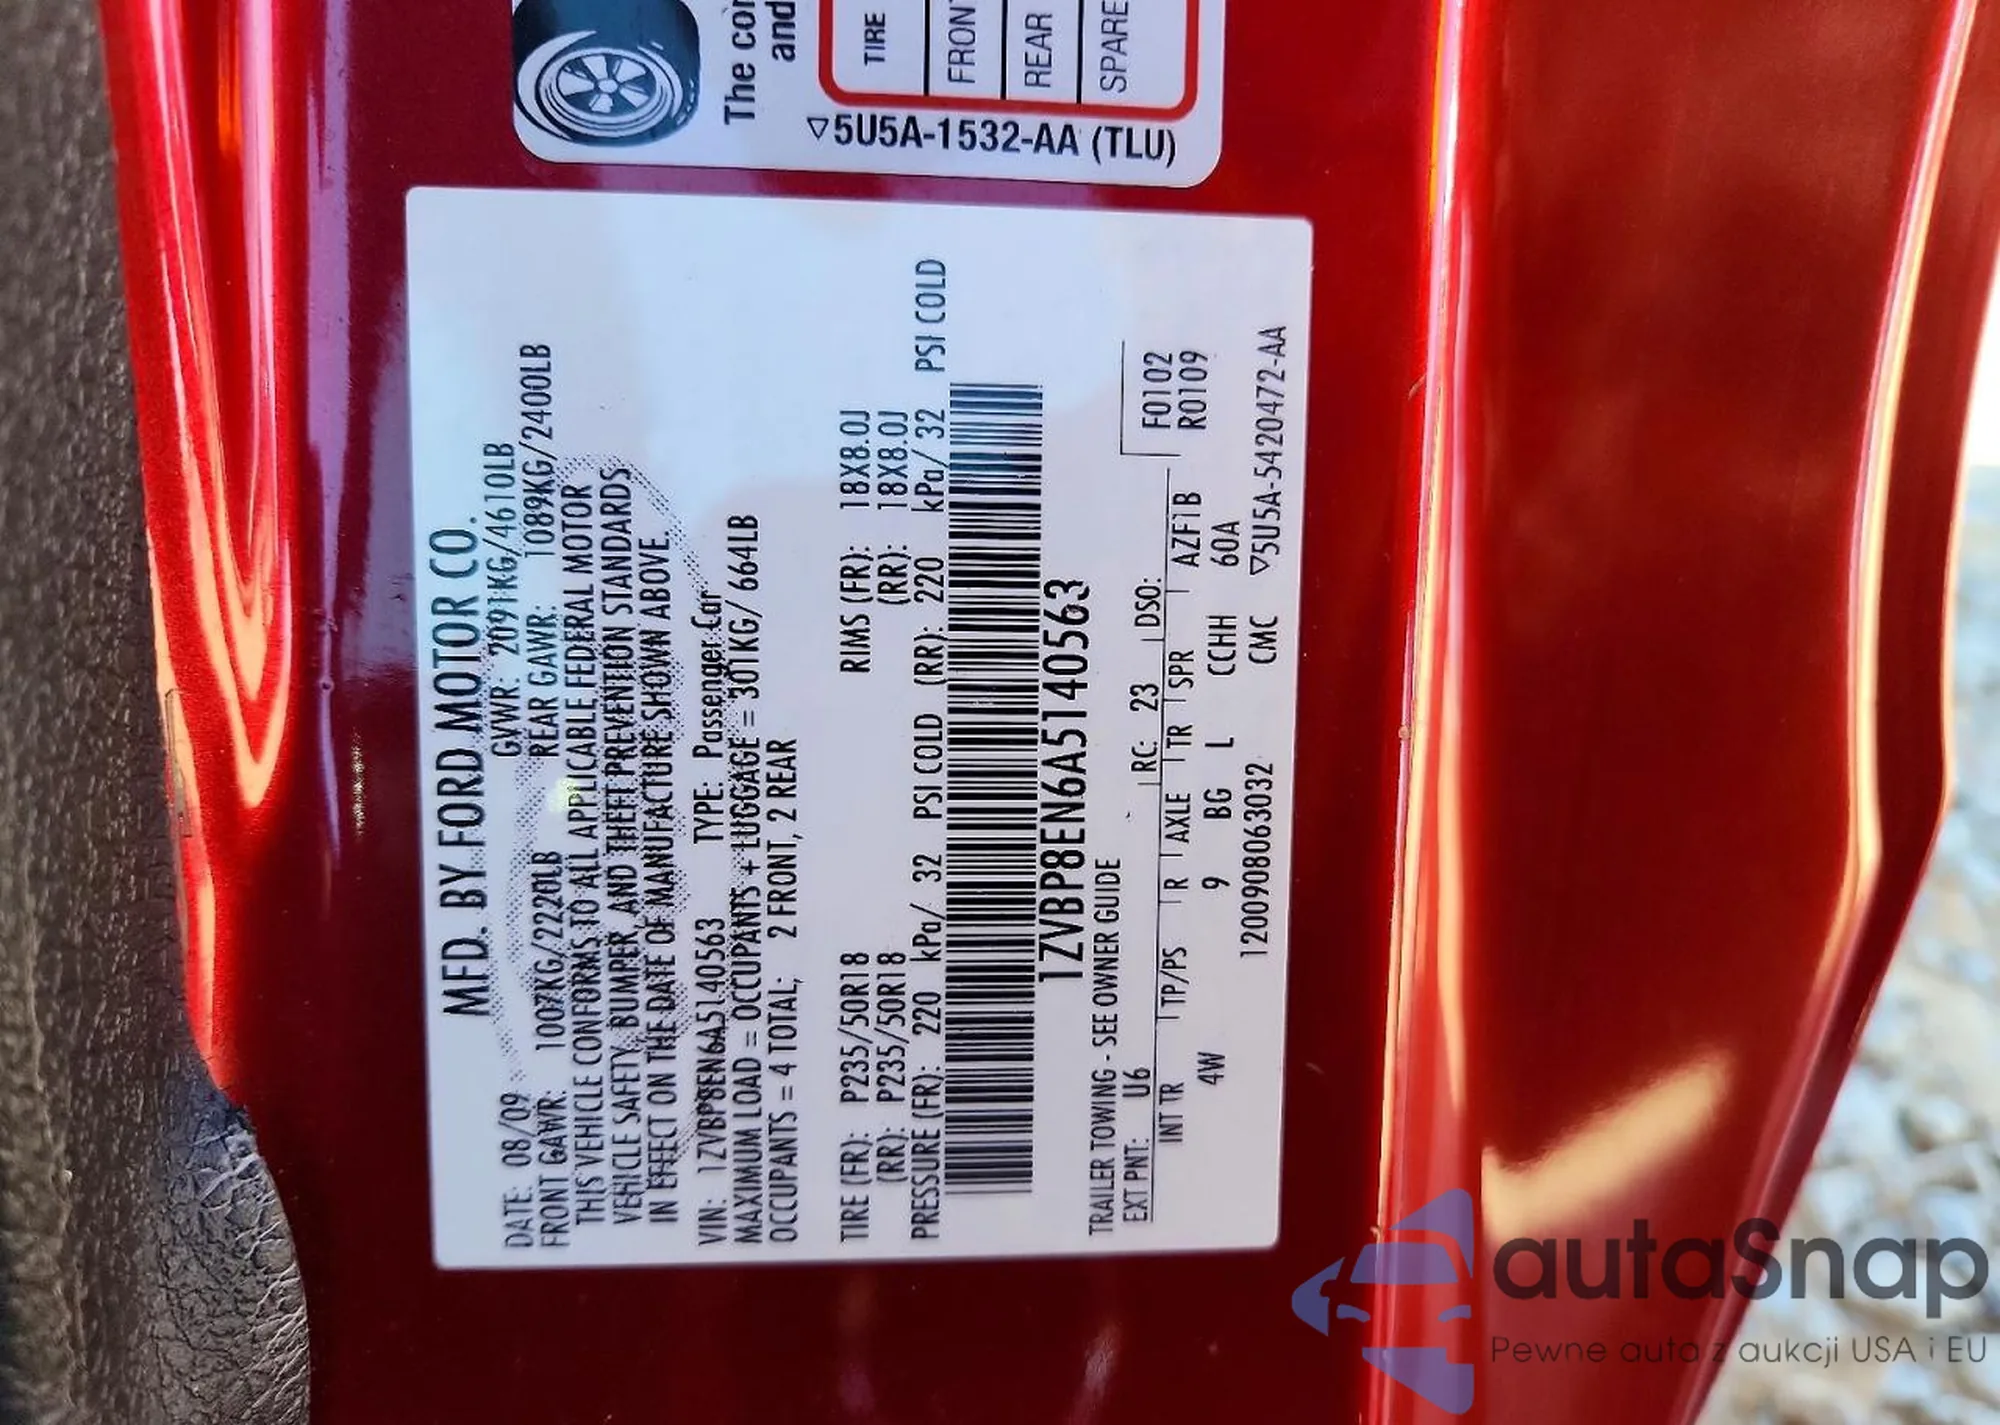 The con
and
TIRE
FRONT
REAR
SPARE
▽5U5A-1532-AA (TLU)
MFD. BY FORD MOTOR CO.
DATE: 08/09 GVWR: 2091KG/4610LB
FRONT GAWR: 1007KG/2220LB REAR GAWR: 1089KG/2400LB
THIS VEHICLE CONFORMS TO ALL APPLICABLE FEDERAL MOTOR
VEHICLE SAFETY, BUMPER, AND THEFT PREVENTION STANDARDS
IN EFFECT ON THE DATE OF MANUFACTURE SHOWN ABOVE.
VIN: 1ZVBP8EN6A5140563 TYPE: Passenger Car
MAXIMUM LOAD = OCCUPANTS + LUGGAGE = 301KG/ 664LB
OCCUPANTS = 4 TOTAL; 2 FRONT, 2 REAR
TIRE (FR): P235/50R18 RIMS (FR): 18X8.0J
(RR): P235/50R18 (RR): 18X8.0J
PRESSURE (FR): 220 kPa/ 32 PSI COLD (RR): 220 kPa/ 32 PSI COLD
1ZVBP8EN6A5140563
TRAILER TOWING - SEE OWNER GUIDE
EXT PNT: U6 RC: 23 DSO: F0102
INT TR TP/PS R AXLE TR SPR AZF1B R0109
4W 9 BG L CCHH 60A
1200908063032 CMC ▽5U5A-5420472-AA
autaSnap
Pewne auta z aukcji USA i EU